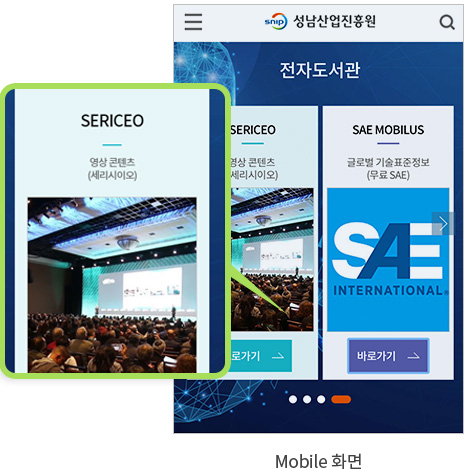 snip 성남산업진흥원
전자도서관
SERICEO
영상 콘텐츠
(세리시이오)
SERICEO
영상 콘텐츠
(세리시이오)
로가기
SAE MOBILUS
글로벌 기술표준정보
(무료 SAE)
SAE
INTERNATIONAL®
바로가기
Mobile 화면